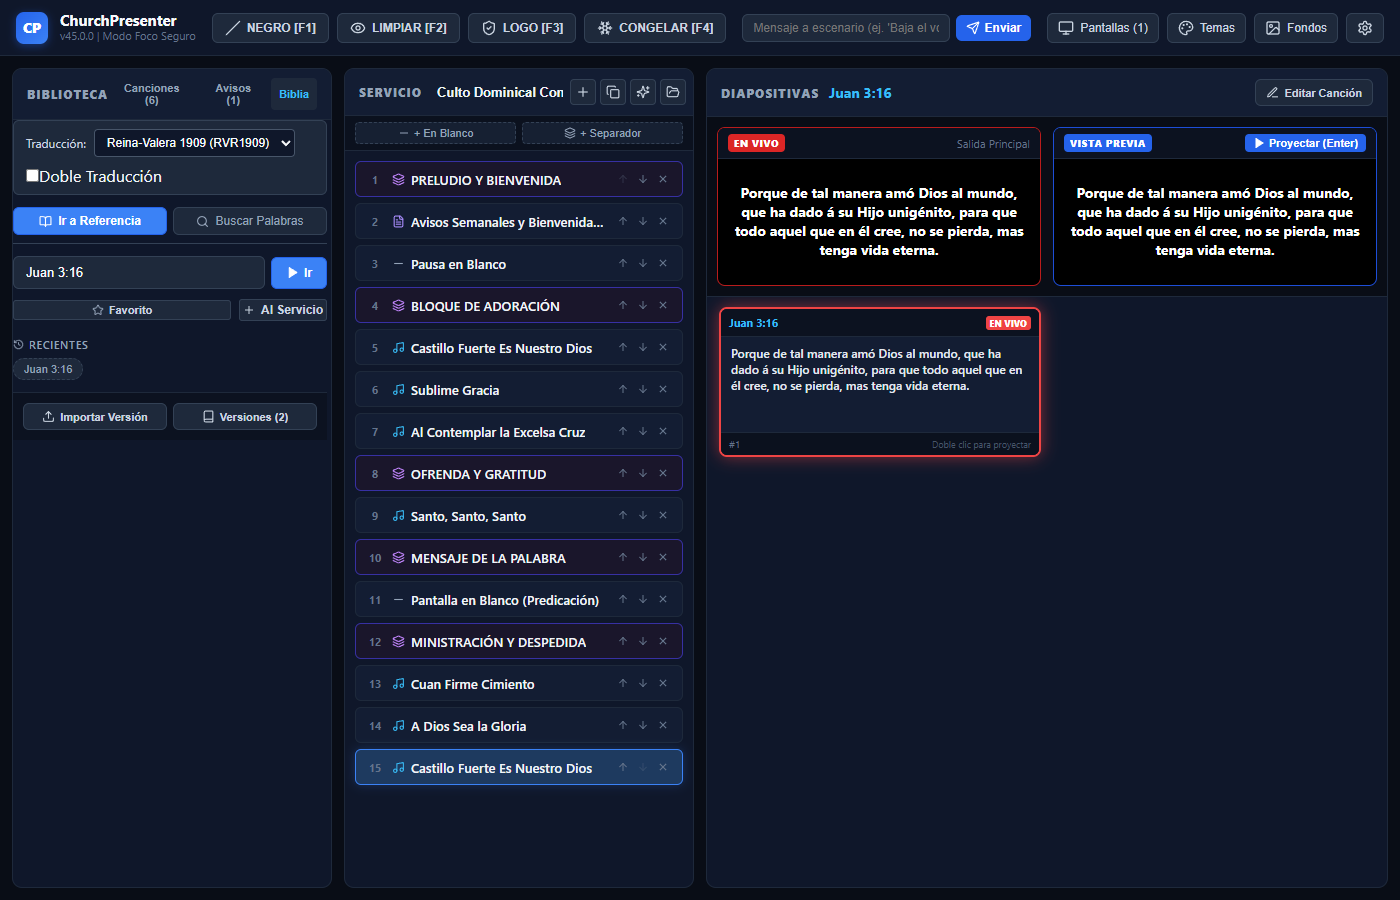 CP
ChurchPresenter
v45.0.0 | Modo Foco Seguro
NEGRO [F1]
LIMPIAR [F2]
LOGO [F3]
CONGELAR [F4]
Mensaje a escenario (ej. 'Baja el vo
Enviar
Pantallas (1)
Temas
Fondos
BIBLIOTECA
Canciones
(6)
Avisos
(1)
Biblia
Traducción:
Reina-Valera 1909 (RVR1909)
Doble Traducción
Ir a Referencia
Buscar Palabras
Juan 3:16
Ir
Favorito
+ Al Servicio
RECIENTES
Juan 3:16
Importar Versión
Versiones (2)
SERVICIO
Culto Dominical Con
+ En Blanco
+ Separador
1 PRELUDIO Y BIENVENIDA
2 Avisos Semanales y Bienvenida...
3 Pausa en Blanco
4 BLOQUE DE ADORACIÓN
5 Castillo Fuerte Es Nuestro Dios
6 Sublime Gracia
7 Al Contemplar la Excelsa Cruz
8 OFRENDA Y GRATITUD
9 Santo, Santo, Santo
10 MENSAJE DE LA PALABRA
11 Pantalla en Blanco (Predicación)
12 MINISTRACIÓN Y DESPEDIDA
13 Cuan Firme Cimiento
14 A Dios Sea la Gloria
15 Castillo Fuerte Es Nuestro Dios
DIAPOSITIVAS
Juan 3:16
Editar Canción
EN VIVO
Salida Principal
Porque de tal manera amó Dios al mundo,
que ha dado á su Hijo unigénito, para que
todo aquel que en él cree, no se pierda, mas
tenga vida eterna.
VISTA PREVIA
Proyectar (Enter)
Porque de tal manera amó Dios al mundo,
que ha dado á su Hijo unigénito, para que
todo aquel que en él cree, no se pierda, mas
tenga vida eterna.
Juan 3:16
EN VIVO
Porque de tal manera amó Dios al mundo, que ha
dado á su Hijo unigénito, para que todo aquel que en
él cree, no se pierda, mas tenga vida eterna.
#1
Doble clic para proyectar